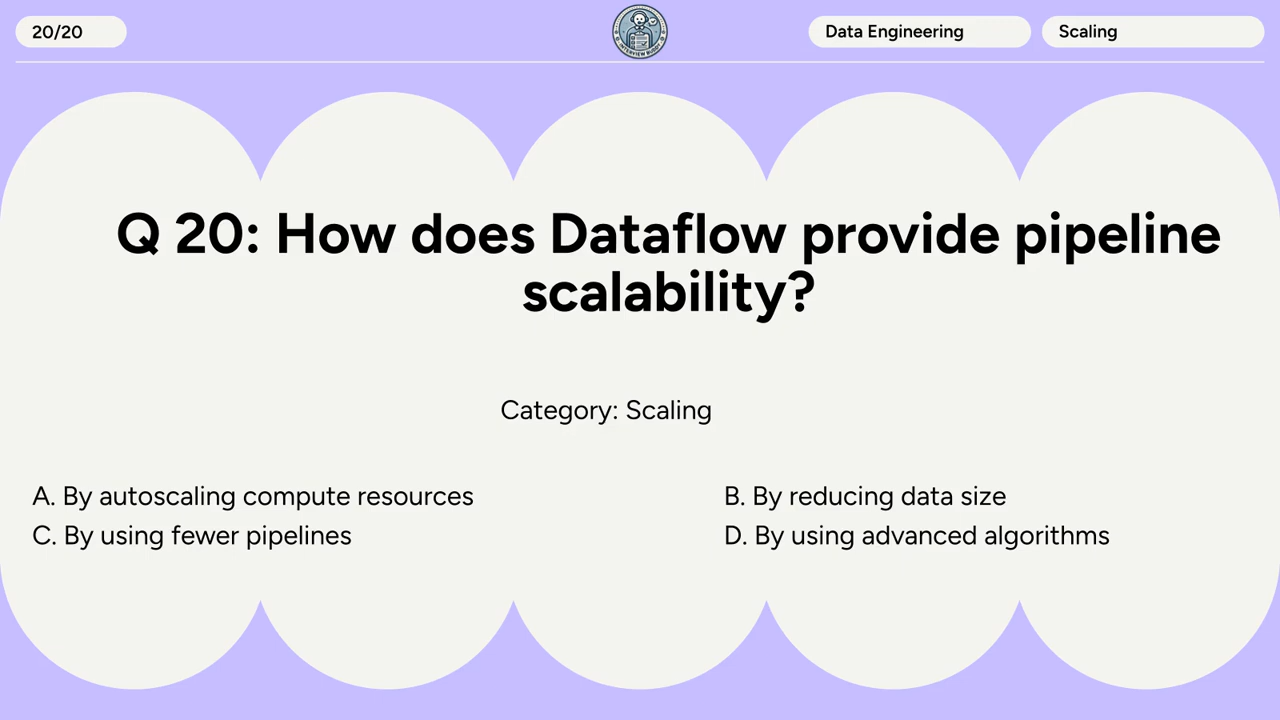 20/20
Data Engineering
Scaling
Q 20: How does Dataflow provide pipeline
scalability?
Category: Scaling
A. By autoscaling compute resources
B. By reducing data size
C. By using fewer pipelines
D. By using advanced algorithms